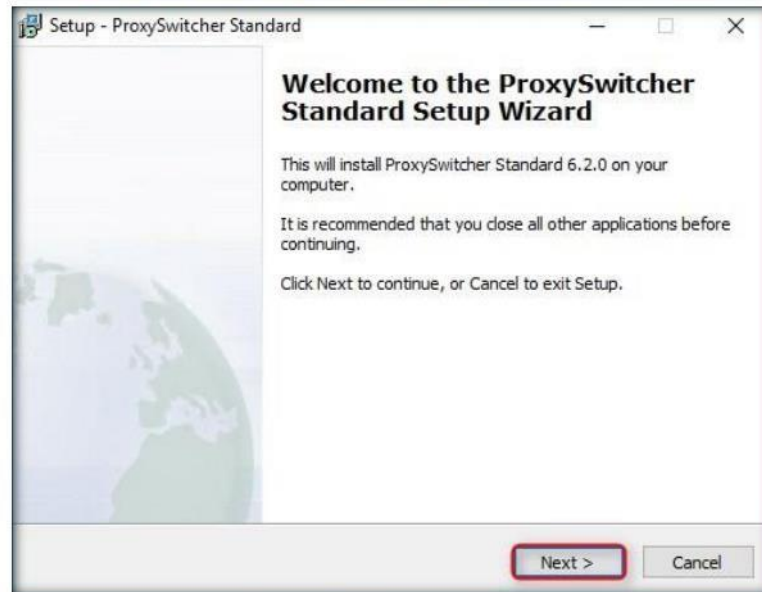 Setup - ProxySwitcher Standard
Welcome to the ProxySwitcher
Standard Setup Wizard
This will install ProxySwitcher Standard 6.2.0 on your
computer.
It is recommended that you close all other applications before
continuing.
Click Next to continue, or Cancel to exit Setup.
Next >
Cancel